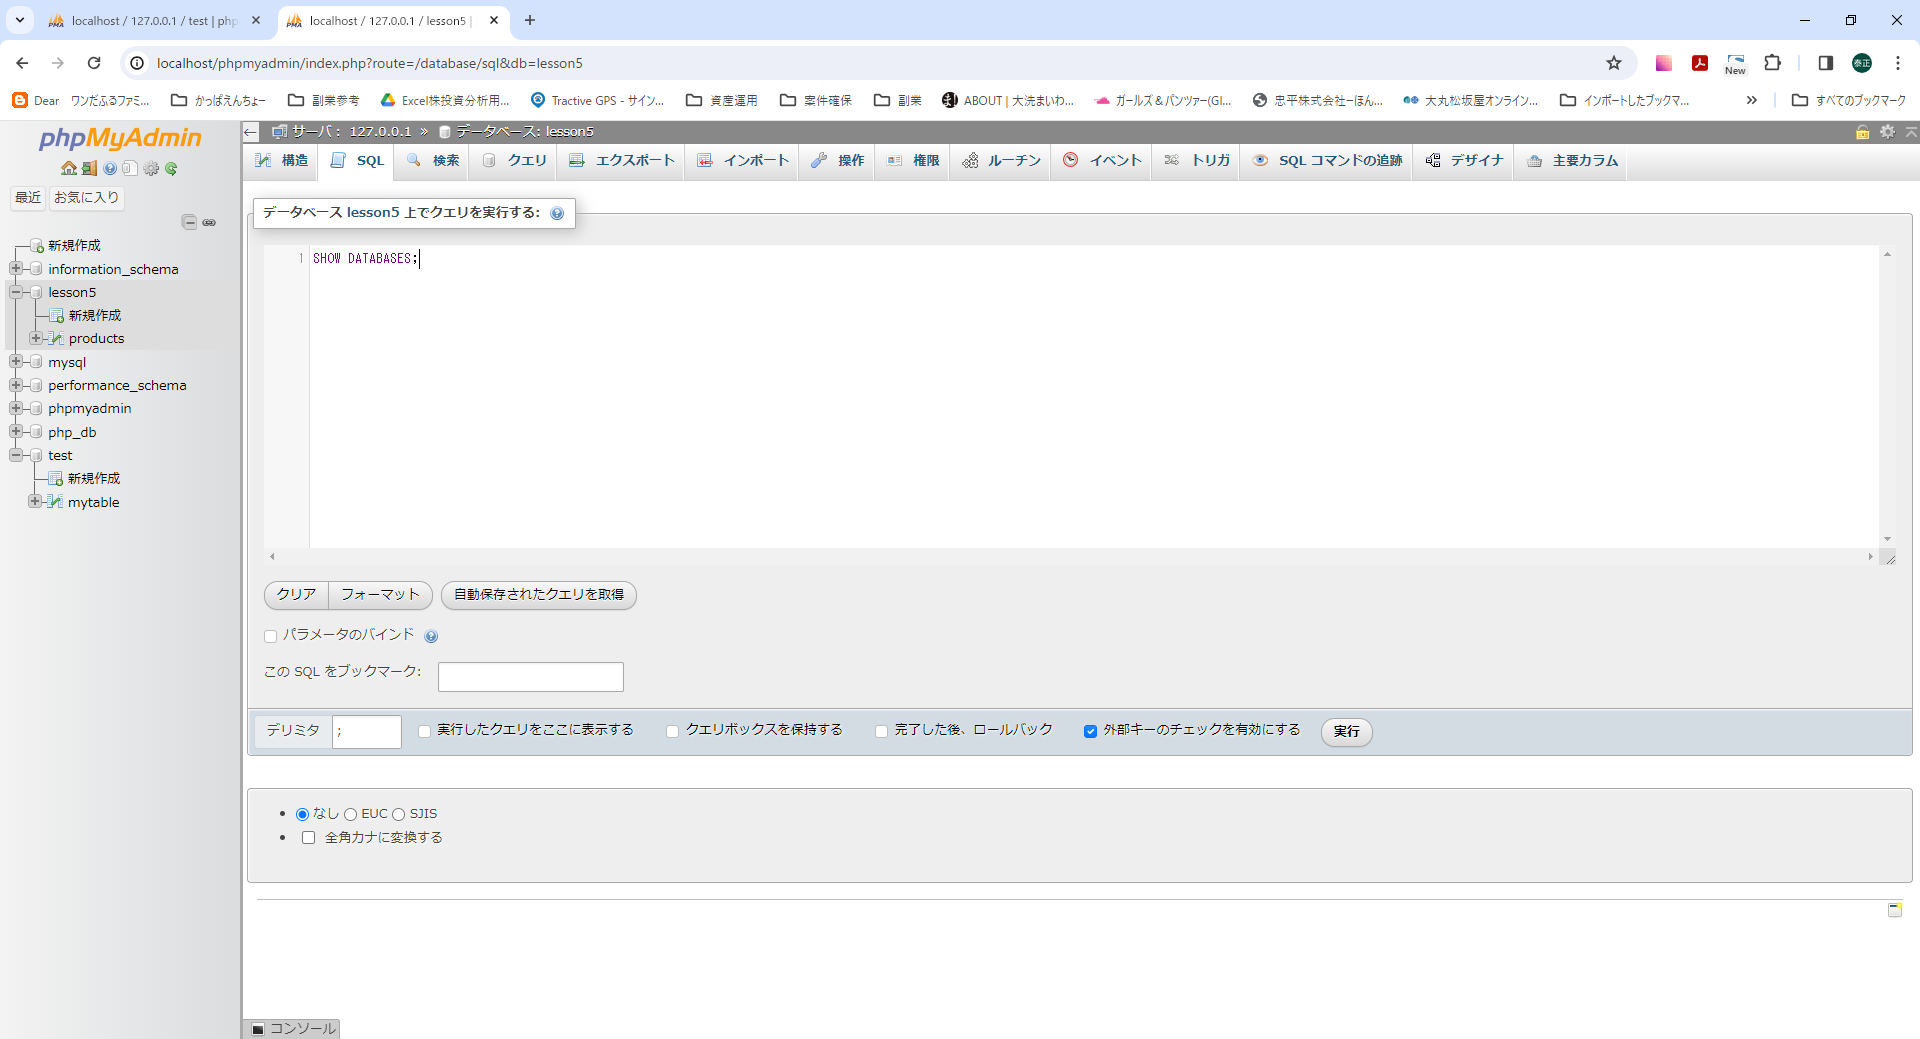 localhost / 127.0.0.1 / test | php
localhost / 127.0.0.1 / lesson5 |
localhost/phpmyadmin/index.php?route=/database/sql&db=lesson5
New
泰正
Dear ワンだふるファミ...
かっぱえんちょー
副業参考
Excel株投資分析用...
Tractive GPS - サイン...
資産運用
案件確保
副業
ABOUT | 大洗まいわ...
ガールズ＆パンツァー(GI...
忠平株式会社ーほん...
大丸松坂屋オンライン...
インポートしたブックマ...
»
すべてのブックマーク
phpMyAdmin
最近 お気に入り
新規作成
information_schema
lesson5
新規作成
products
mysql
performance_schema
phpmyadmin
php_db
test
新規作成
mytable
サーバ： 127.0.0.1 » データベース: lesson5
構造
SQL
検索
クエリ
エクスポート
インポート
操作
権限
ルーチン
イベント
トリガ
SQL コマンドの追跡
デザイナ
主要カラム
データベース lesson5 上でクエリを実行する:
1 SHOW DATABASES;
クリア フォーマット 自動保存されたクエリを取得
パラメータのバインド
この SQL をブックマーク:
デリミタ ; 実行したクエリをここに表示する クエリボックスを保持する 完了した後、ロールバック 外部キーのチェックを有効にする 実行
なし EUC SJIS
全角カナに変換する
コンソール